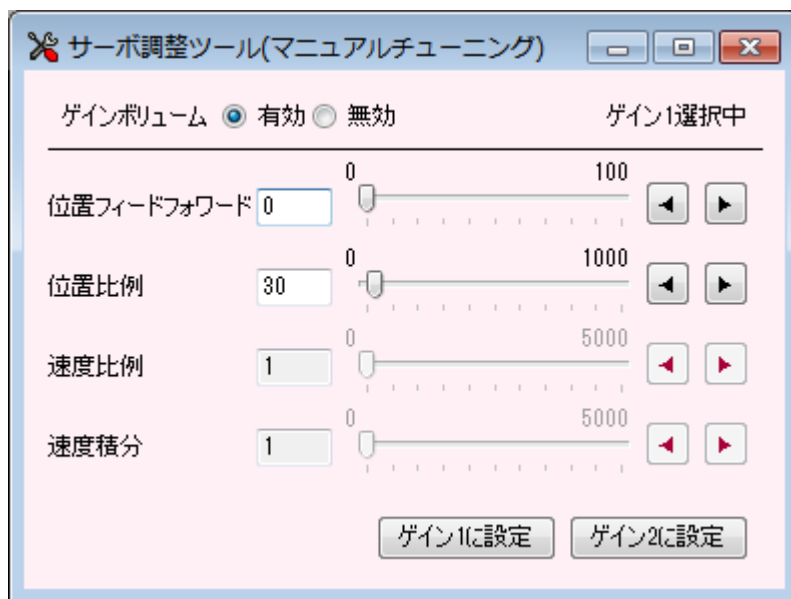 サーボ調整ツール(マニュアルチューニング)
ゲインボリューム 有効 無効 ゲイン1選択中
0 100
位置フィードフォワード 0
0 1000
位置比例 30
0 5000
速度比例 1
0 5000
速度積分 1
ゲイン1に設定 ゲイン2に設定